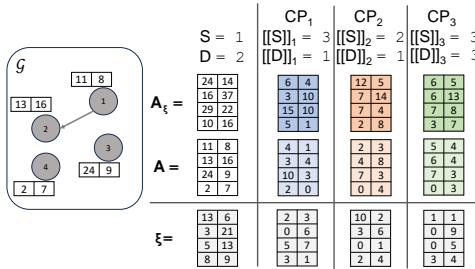 CP1 CP2 CP3
S = 1 [[S]]1 = 3 [[S]]2 = 2 [[S]]3 = 3
D = 2 [[D]]1 = 1 [[D]]2 = 1 [[D]]3 = 3
G
11 8
1
13 16
2
3
4
24 9
2 7
Aξ =
24 14 6 4 12 5 6 5
16 37 3 10 7 14 6 13
29 22 15 10 7 4 7 8
10 16 5 1 2 8 3 7
A =
11 8 4 1 2 3 5 4
13 16 3 4 4 8 6 4
24 9 10 3 7 3 7 3
2 7 2 0 0 4 0 3
ξ=
13 6 2 3 10 2 1 1
3 21 0 6 3 6 0 9
5 13 5 7 0 1 0 5
8 9 3 1 2 4 3 4